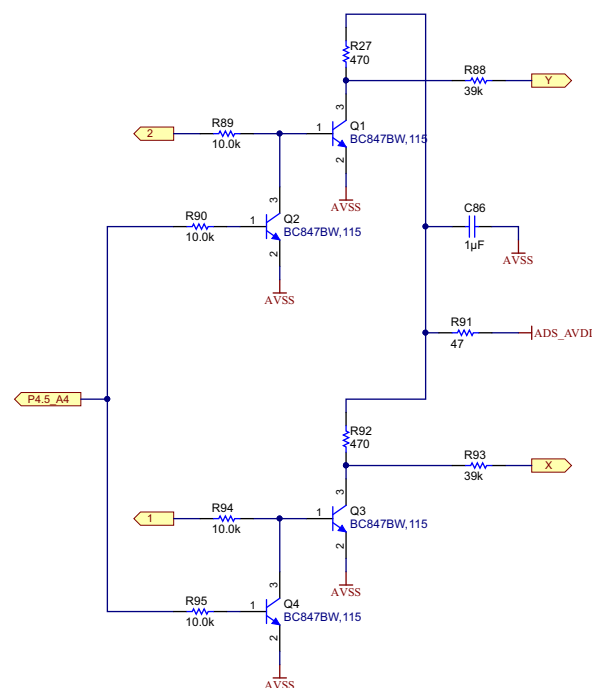 R27
470
R88
39k
Y
3
Q1
BC847BW,115
1
2
R89
10.0k
2
AVSS
3
Q2
BC847BW,115
1
2
R90
10.0k
AVSS
C86
1µF
AVSS
R91
47
ADS_AVDD
P4.5_A4
R92
470
R93
39k
X
3
Q3
BC847BW,115
1
2
R94
10.0k
1
AVSS
3
Q4
BC847BW,115
1
2
R95
10.0k
AVSS